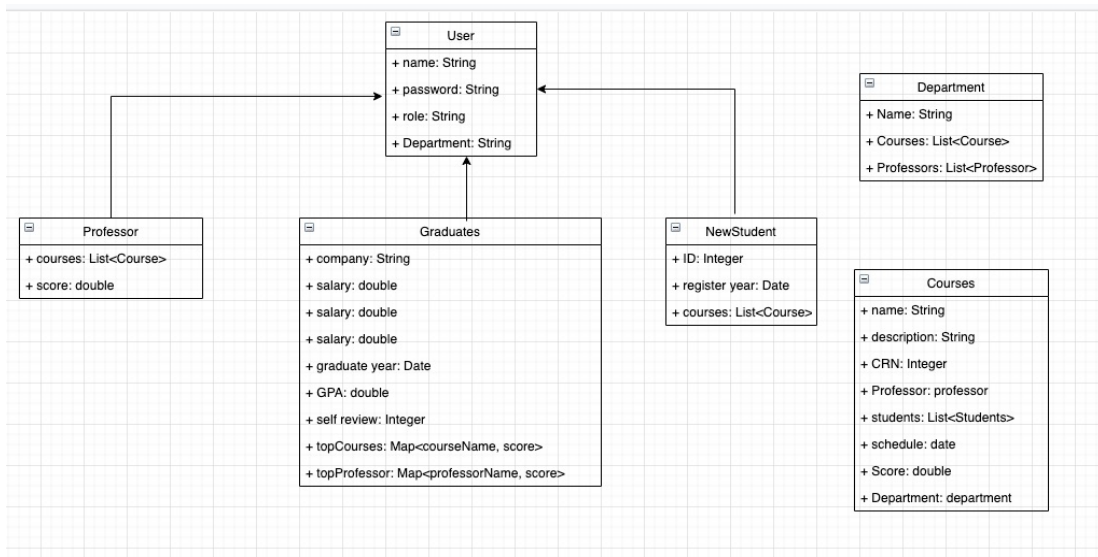 User
+ name: String
+ password: String
+ role: String
+ Department: String
Department
+ Name: String
+ Courses: List<Course>
+ Professors: List<Professor>
Professor
+ courses: List<Course>
+ score: double
Graduates
+ company: String
+ salary: double
+ salary: double
+ salary: double
+ graduate year: Date
+ GPA: double
+ self review: Integer
+ topCourses: Map<courseName, score>
+ topProfessor: Map<professorName, score>
NewStudent
+ ID: Integer
+ register year: Date
+ courses: List<Course>
Courses
+ name: String
+ description: String
+ CRN: Integer
+ Professor: professor
+ students: List<Students>
+ schedule: date
+ Score: double
+ Department: department